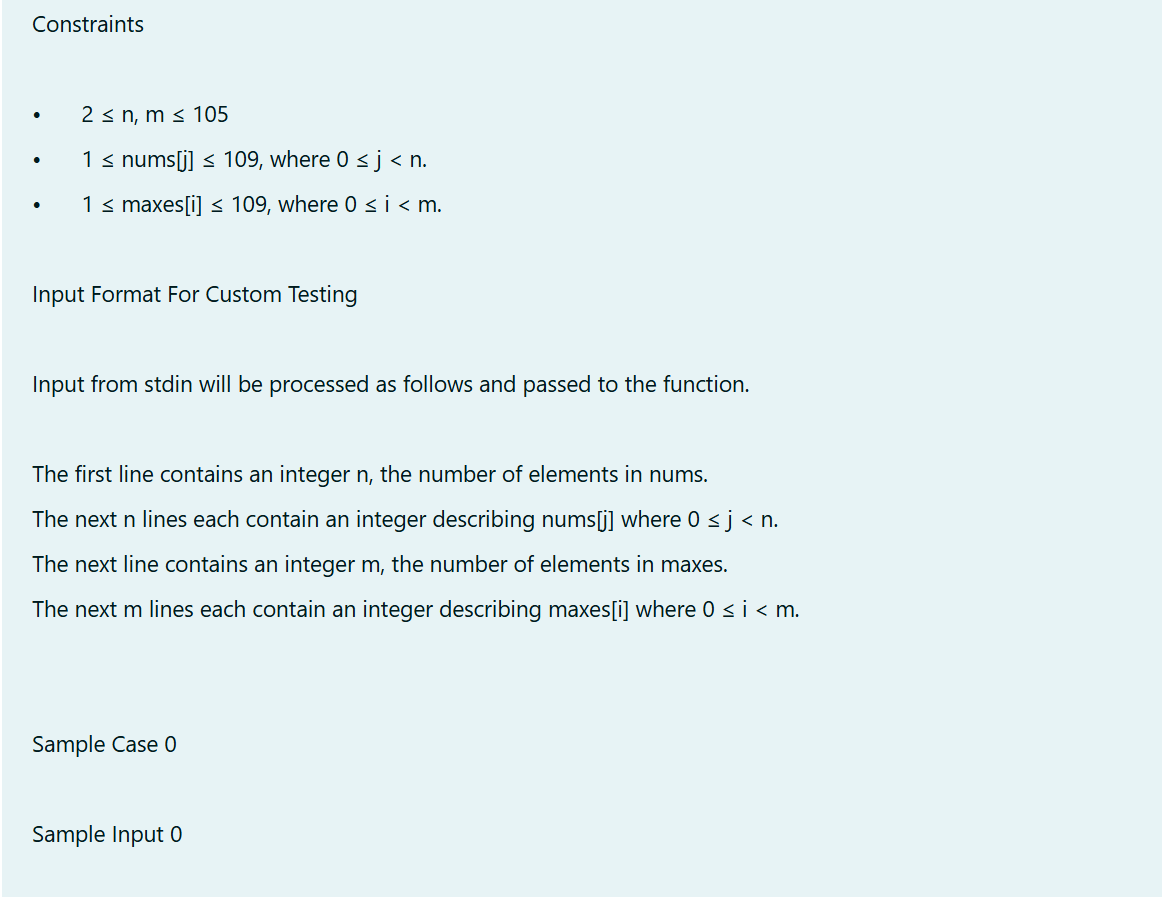 Constraints
• 2 ≤ n, m ≤ 105
• 1 ≤ nums[j] ≤ 109, where 0 ≤ j < n.
• 1 ≤ maxes[i] ≤ 109, where 0 ≤ i < m.
Input Format For Custom Testing
Input from stdin will be processed as follows and passed to the function.
The first line contains an integer n, the number of elements in nums.
The next n lines each contain an integer describing nums[j] where 0 ≤ j < n.
The next line contains an integer m, the number of elements in maxes.
The next m lines each contain an integer describing maxes[i] where 0 ≤ i < m.
Sample Case 0
Sample Input 0